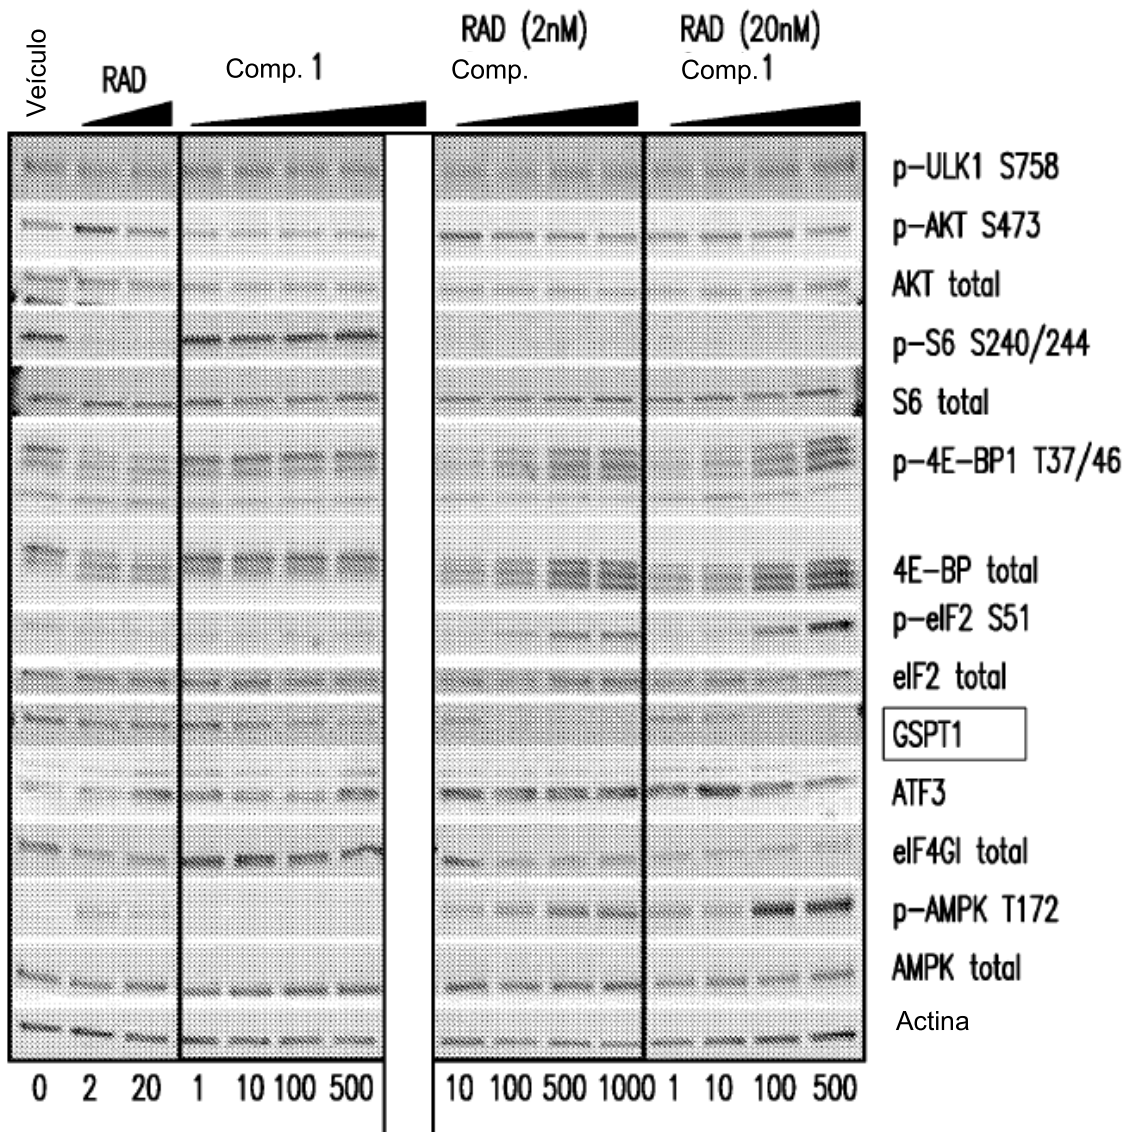 Veículo
RAD
Comp. 1
RAD (2nM)
Comp.
RAD (20nM)
Comp.1
p-ULK1 S758
p-AKT S473
AKT total
p-S6 S240/244
S6 total
p-4E-BP1 T37/46
4E-BP total
p-eIF2 S51
eIF2 total
GSPT1
ATF3
eIF4GI total
p-AMPK T172
AMPK total
Actina
0 2 20 1 10 100 500 10 100 500 1000 1 10 100 500